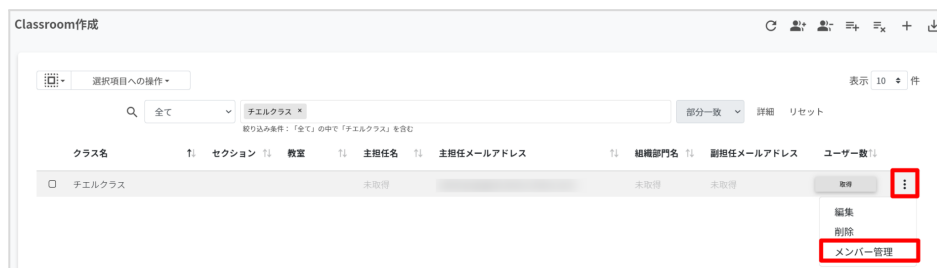 Classroom作成
選択項目への操作
表示 10 件
全て チエルクラス × 部分一致 詳細 リセット
絞り込み条件：「全て」の中で「チエルクラス」を含む
クラス名 セクション 教室 主担任名 主担任メールアドレス 組織部門名 副担任メールアドレス ユーザー数
チエルクラス 未取得 未取得 未取得 取得
編集
削除
メンバー管理